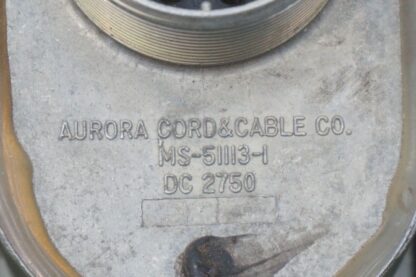 AURORA CORD&CABLE CO.
MS-51113-1
DC 2750